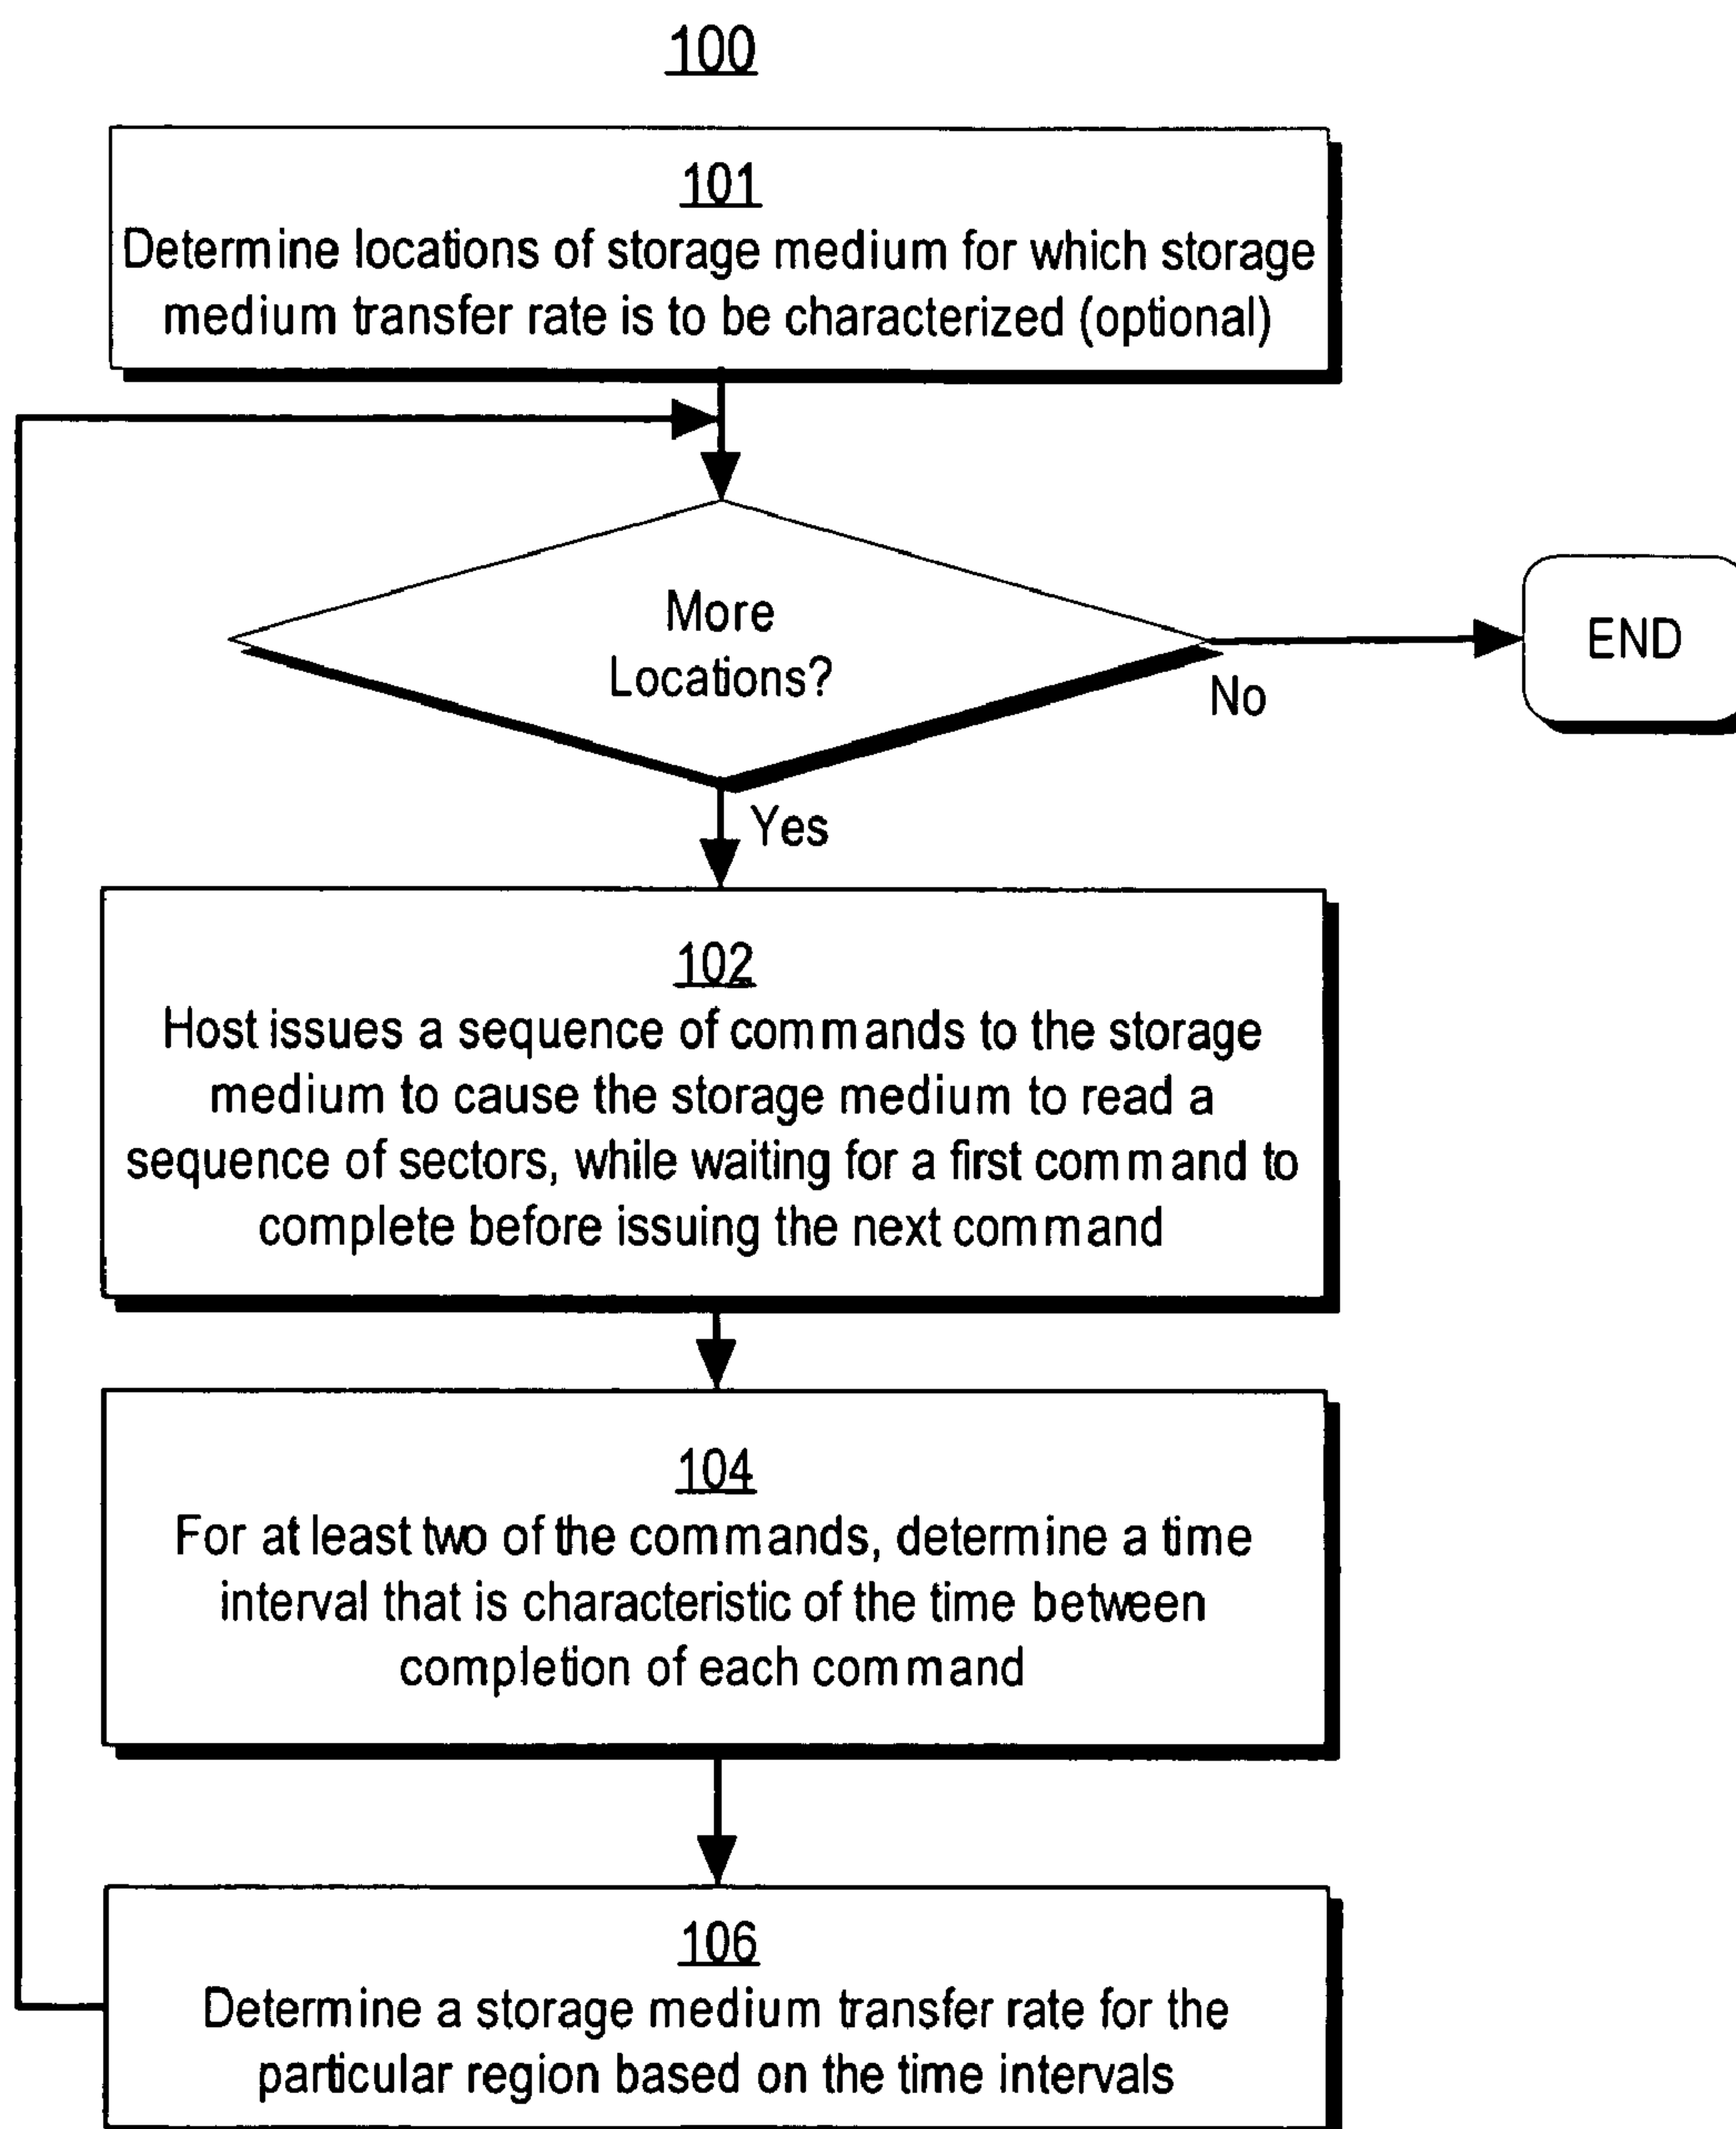 100
101
Determine locations of storage medium for which storage
medium transfer rate is to be characterized (optional)
More
Locations?
No
END
Yes
102
Host issues a sequence of commands to the storage
medium to cause the storage medium to read a
sequence of sectors, while waiting for a first command to
complete before issuing the next command
104
For at least two of the commands, determine a time
interval that is characteristic of the time between
completion of each command
106
Determine a storage medium transfer rate for the
particular region based on the time intervals